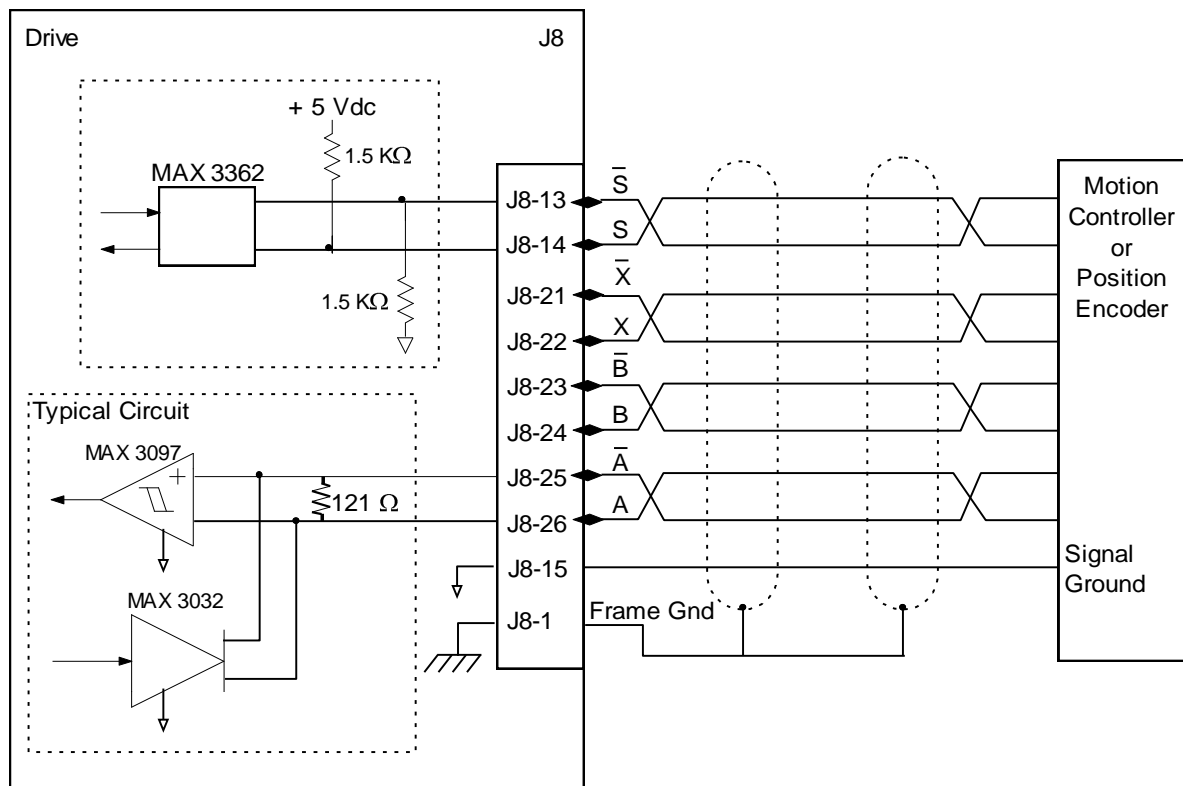 Drive
J8
+ 5 Vdc
1.5 KΩ
MAX 3362
1.5 KΩ
Typical Circuit
MAX 3097
+
121 Ω
MAX 3032
J8-13
J8-14
J8-21
J8-22
J8-23
J8-24
J8-25
J8-26
J8-15
J8-1
S̅
S
X̅
X
B̅
B
A̅
A
Frame Gnd
Motion
Controller
or
Position
Encoder
Signal
Ground